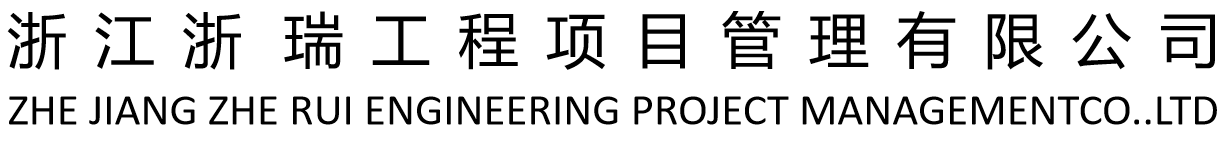 浙江浙瑞工程项目管理有限公司
ZHE JIANG ZHE RUI ENGINEERING PROJECT MANAGEMENTCO..LTD